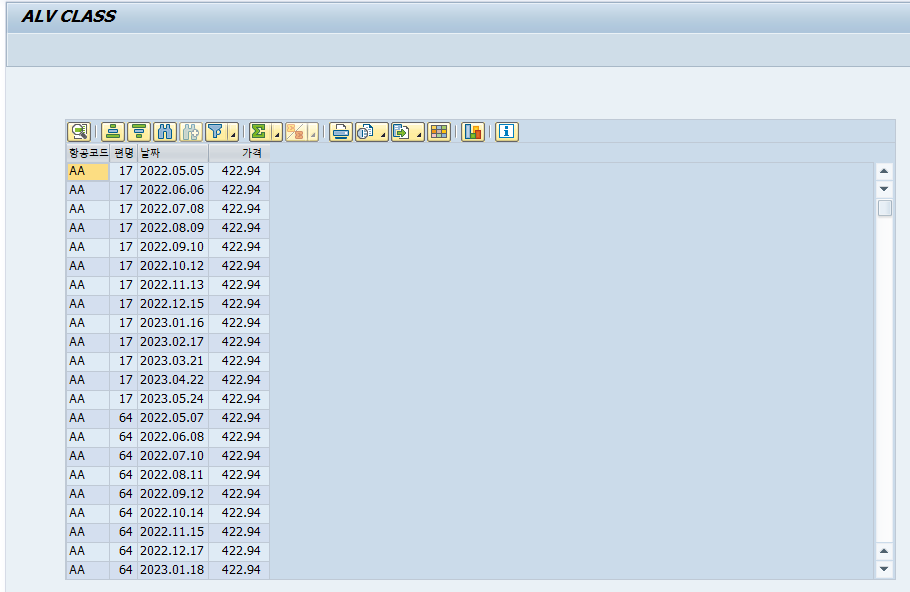 ALV CLASS
항공코드 편명 날짜 가격
AA 17 2022.05.05 422.94
AA 17 2022.06.06 422.94
AA 17 2022.07.08 422.94
AA 17 2022.08.09 422.94
AA 17 2022.09.10 422.94
AA 17 2022.10.12 422.94
AA 17 2022.11.13 422.94
AA 17 2022.12.15 422.94
AA 17 2023.01.16 422.94
AA 17 2023.02.17 422.94
AA 17 2023.03.21 422.94
AA 17 2023.04.22 422.94
AA 17 2023.05.24 422.94
AA 64 2022.05.07 422.94
AA 64 2022.06.08 422.94
AA 64 2022.07.10 422.94
AA 64 2022.08.11 422.94
AA 64 2022.09.12 422.94
AA 64 2022.10.14 422.94
AA 64 2022.11.15 422.94
AA 64 2022.12.17 422.94
AA 64 2023.01.18 422.94